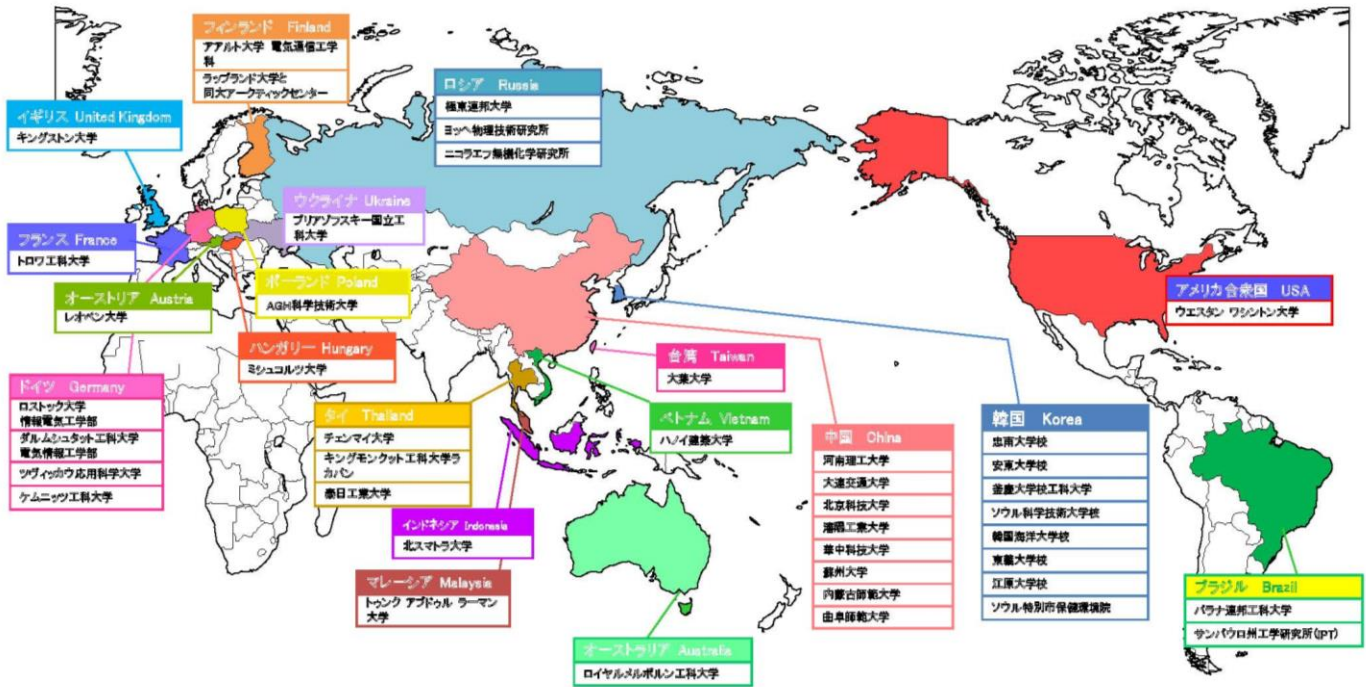 フィンランド Finland
アアルト大学 電気通信工学
科
ラップランド大学と
同大アークティックセンター
ロシア Russia
極東連邦大学
ヨッヘ物理技術研究所
ニコラエフ無機化学研究所
イギリス United Kingdom
キングストン大学
ウクライナ Ukraine
プリアゾフスキー国立工
科大学
フランス France
トロワ工科大学
ポーランド Poland
AGH科学技術大学
オーストリア Austria
レオベン大学
アメリカ合衆国 USA
ウエスタン ワシントン大学
ハンガリー Hungary
ミシュコルツ大学
台湾 Taiwan
大葉大学
ドイツ Germany
ロストック大学
情報電気工学部
ダルムシュタット工科大学
電気情報工学部
ツヴィッカウ応用科学大学
ケムニッツ工科大学
タイ Thailand
チェンマイ大学
キングモンクット工科大学ラ
カバン
泰日工業大学
ベトナム Vietnam
ハノイ建築大学
中国 China
河南理工大学
大連交通大学
北京科技大学
瀋陽工業大学
華中科技大学
蘇州大学
内蒙古師範大学
曲阜師範大学
韓国 Korea
忠南大学校
安東大学校
釜慶大学校工科大学
ソウル科学技術大学校
韓国海洋大学校
東義大学校
江原大学校
ソウル特別市保健環境院
インドネシア Indonesia
北スマトラ大学
マレーシア Malaysia
トゥンク アブドゥル ラーマン
大学
オーストラリア Australia
ロイヤルメルボルン工科大学
ブラジル Brazil
パラナ連邦工科大学
サンパウロ州工学研究所(IPT)